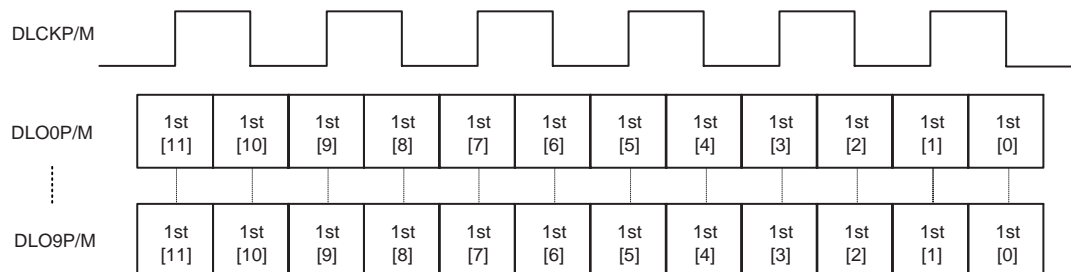 DLCKP/M
DLO0P/M
1st 1st 1st 1st 1st 1st 1st 1st 1st 1st 1st 1st
[11] [10] [9] [8] [7] [6] [5] [4] [3] [2] [1] [0]
DLO9P/M
1st 1st 1st 1st 1st 1st 1st 1st 1st 1st 1st 1st
[11] [10] [9] [8] [7] [6] [5] [4] [3] [2] [1] [0]